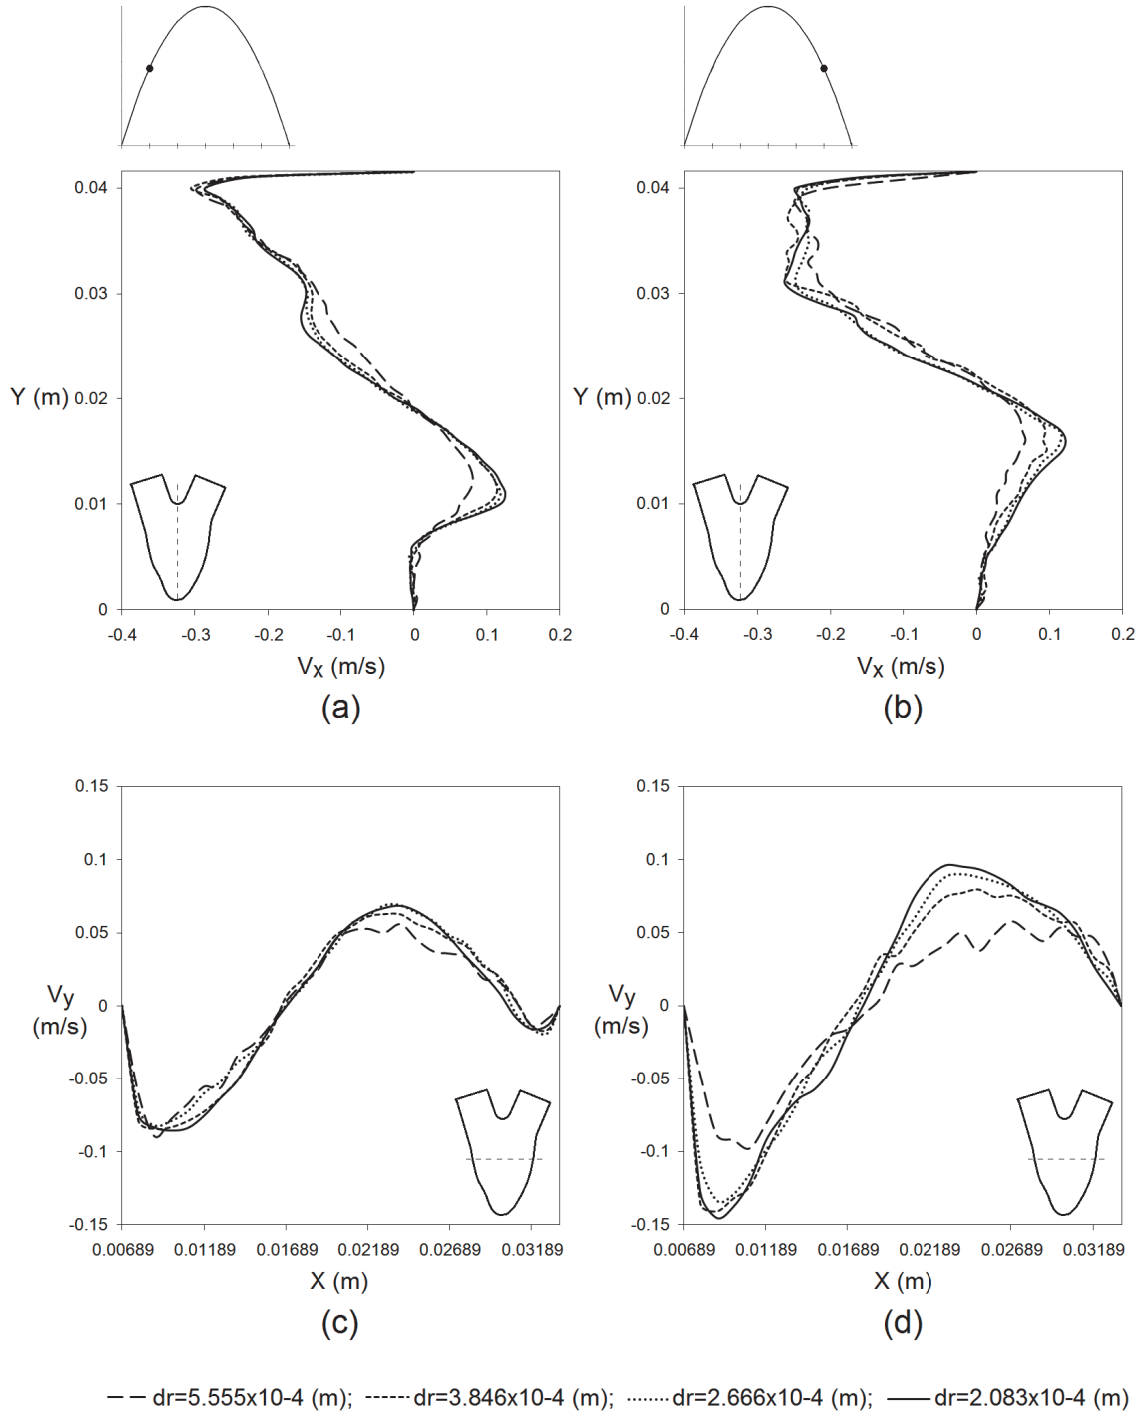 0.04
0.03
Y (m) 0.02
0.01
0
-0.4 -0.3 -0.2 -0.1 0 0.1 0.2
Vx (m/s)
(a)
0.04
0.03
Y (m) 0.02
0.01
0
-0.4 -0.3 -0.2 -0.1 0 0.1 0.2
Vx (m/s)
(b)
0.15
0.1
0.05
Vy 0
(m/s)
-0.05
-0.1
-0.15
0.00689 0.01189 0.01689 0.02189 0.02689 0.03189
X (m)
(c)
0.15
0.1
0.05
Vy 0
(m/s)
-0.05
-0.1
-0.15
0.00689 0.01189 0.01689 0.02189 0.02689 0.03189
X (m)
(d)
dr=5.555x10-4 (m); dr=3.846x10-4 (m); dr=2.666x10-4 (m); dr=2.083x10-4 (m)